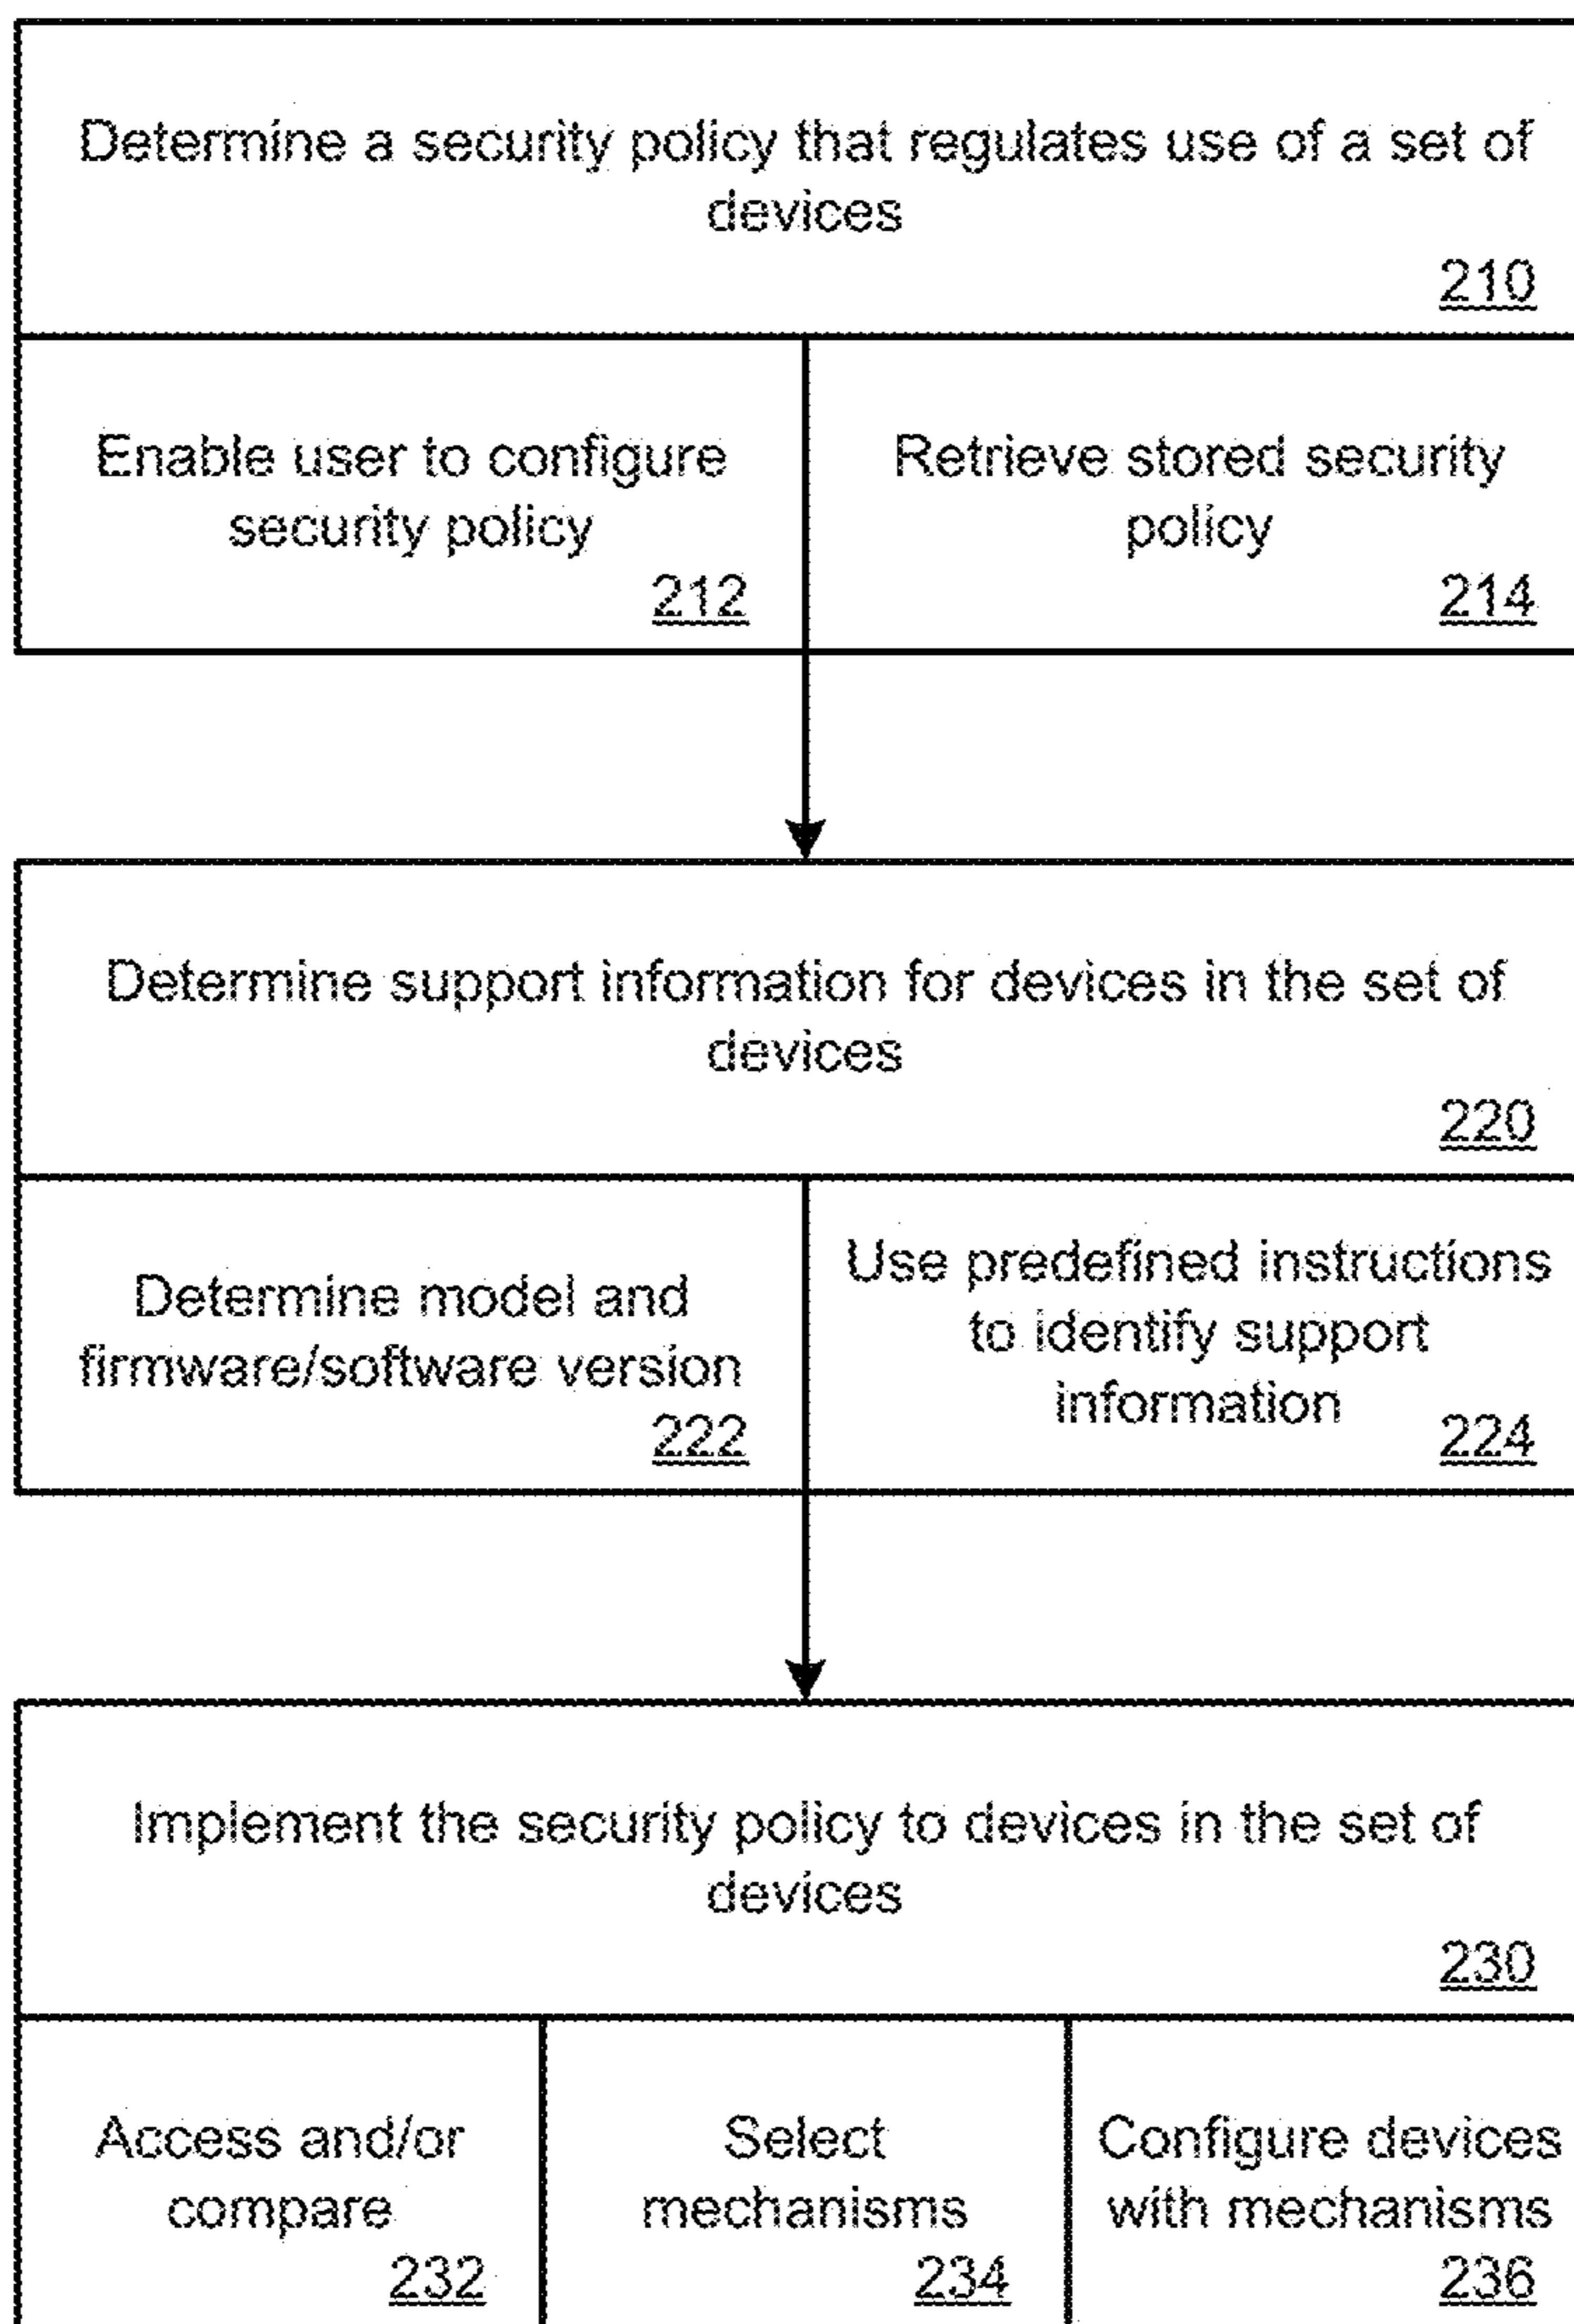 Determine a security policy that regulates use of a set of
devices
210
Enable user to configure
security policy
212
Retrieve stored security
policy
214
Determine support information for devices in the set of
devices
220
Determine model and
firmware/software version
222
Use predefined instructions
to identify support
information
224
Implement the security policy to devices in the set of
devices
230
Access and/or
compare
232
Select
mechanisms
234
Configure devices
with mechanisms
236